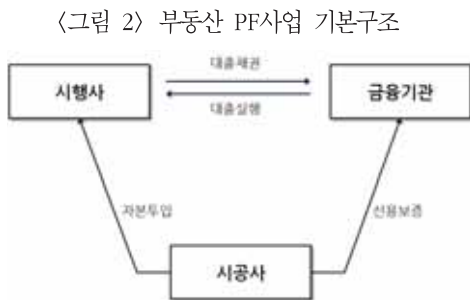 〈그림 2〉 부동산 PF사업 기본구조
대출채권
시행사
금융기관
대출실행
자본투입
신용보증
시공사